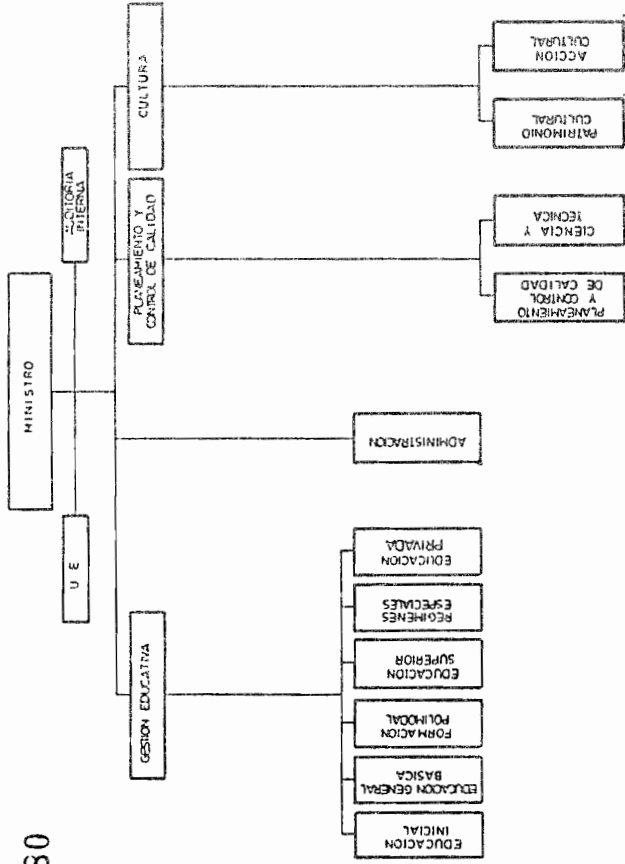 80
MINISTRO
U E
AUDITORIA
INTERNA
GESTION EDUCATIVA
PLANEAMIENTO Y
CONTROL DE CALIDAD
CULTURA
EDUCACION
INICIAL
EDUCACION GENERAL
BASICA
FORMACION
POLIMODAL
EDUCACION
SUPERIOR
REGIMENES
ESPECIALES
EDUCACION
PRIVADA
ADMINISTRACION
PLANEAMIENTO
Y CONTROL
DE CALIDAD
CIENCIA Y
TECNICA
PATRIMONIO
CULTURAL
ACCION
CULTURAL